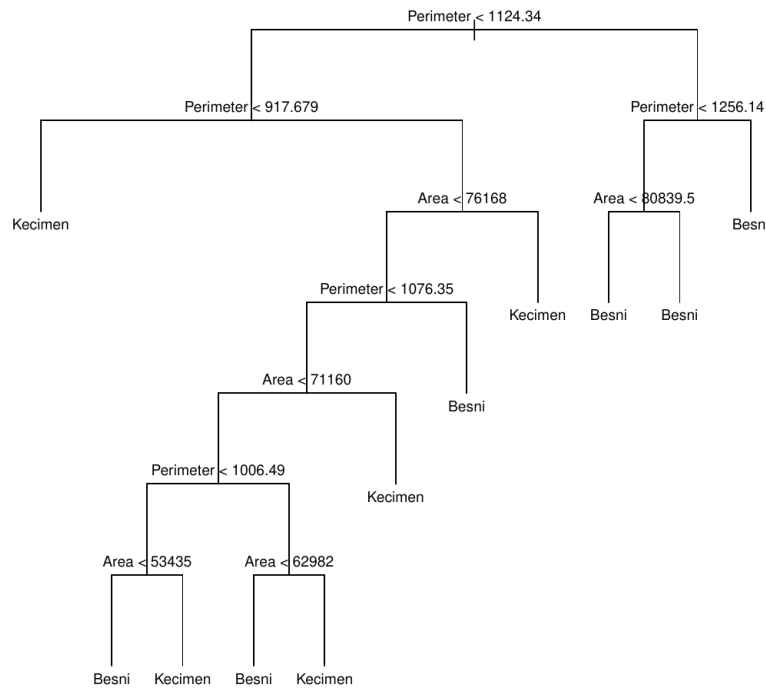 Perimeter < 1124.34
Perimeter < 917.679
Perimeter < 1256.14
Kecimen
Area < 76168
Area < 80839.5
Besn
Perimeter < 1076.35
Kecimen
Besni
Besni
Area < 71160
Besni
Perimeter < 1006.49
Kecimen
Area < 53435
Area < 62982
Besni
Kecimen
Besni
Kecimen